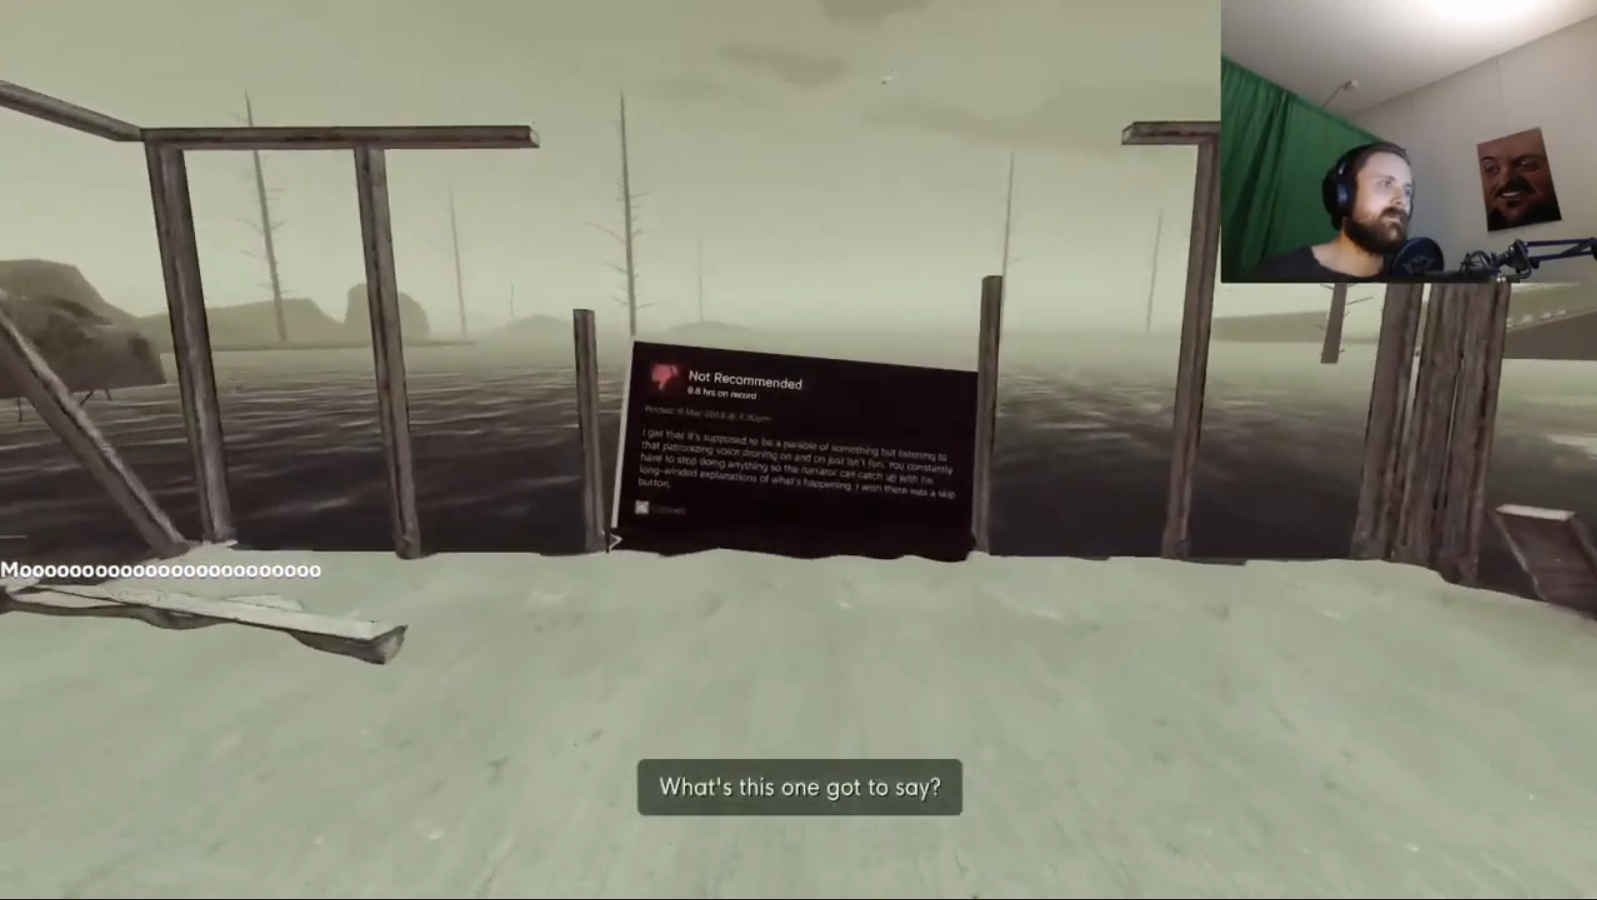 Not Recommended
9.8 hrs on record
I get that it's supposed to be a parable of something but listening to
that patronizing voice droning on and on just isn't fun. You constantly
have to stop doing anything so the narrator can catch up with his
long-winded explanations of what's happening. I wish there was a skip
button.
Moooooooooooooooooooooooo
What's this one got to say?